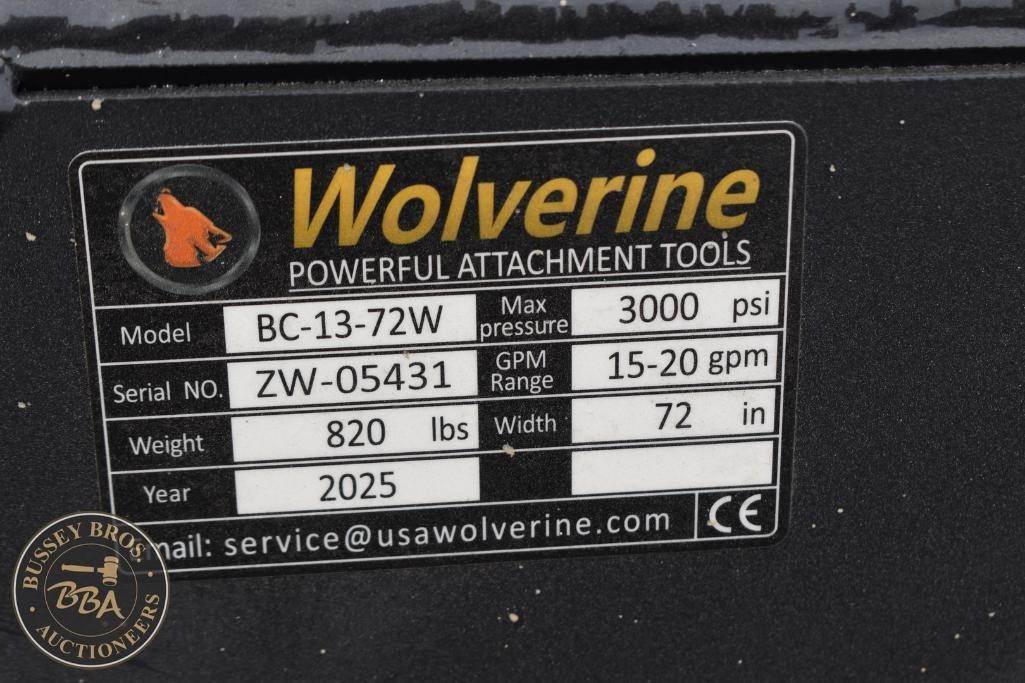 Wolverine
POWERFUL ATTACHMENT TOOLS
Model BC-13-72W Max pressure 3000 psi
Serial NO. ZW-05431 GPM Range 15-20 gpm
Weight 820 lbs Width 72 in
Year 2025
mail: service@usawolverine.com CE
BUSSEY BROS.
BBA
AUCTIONEERS